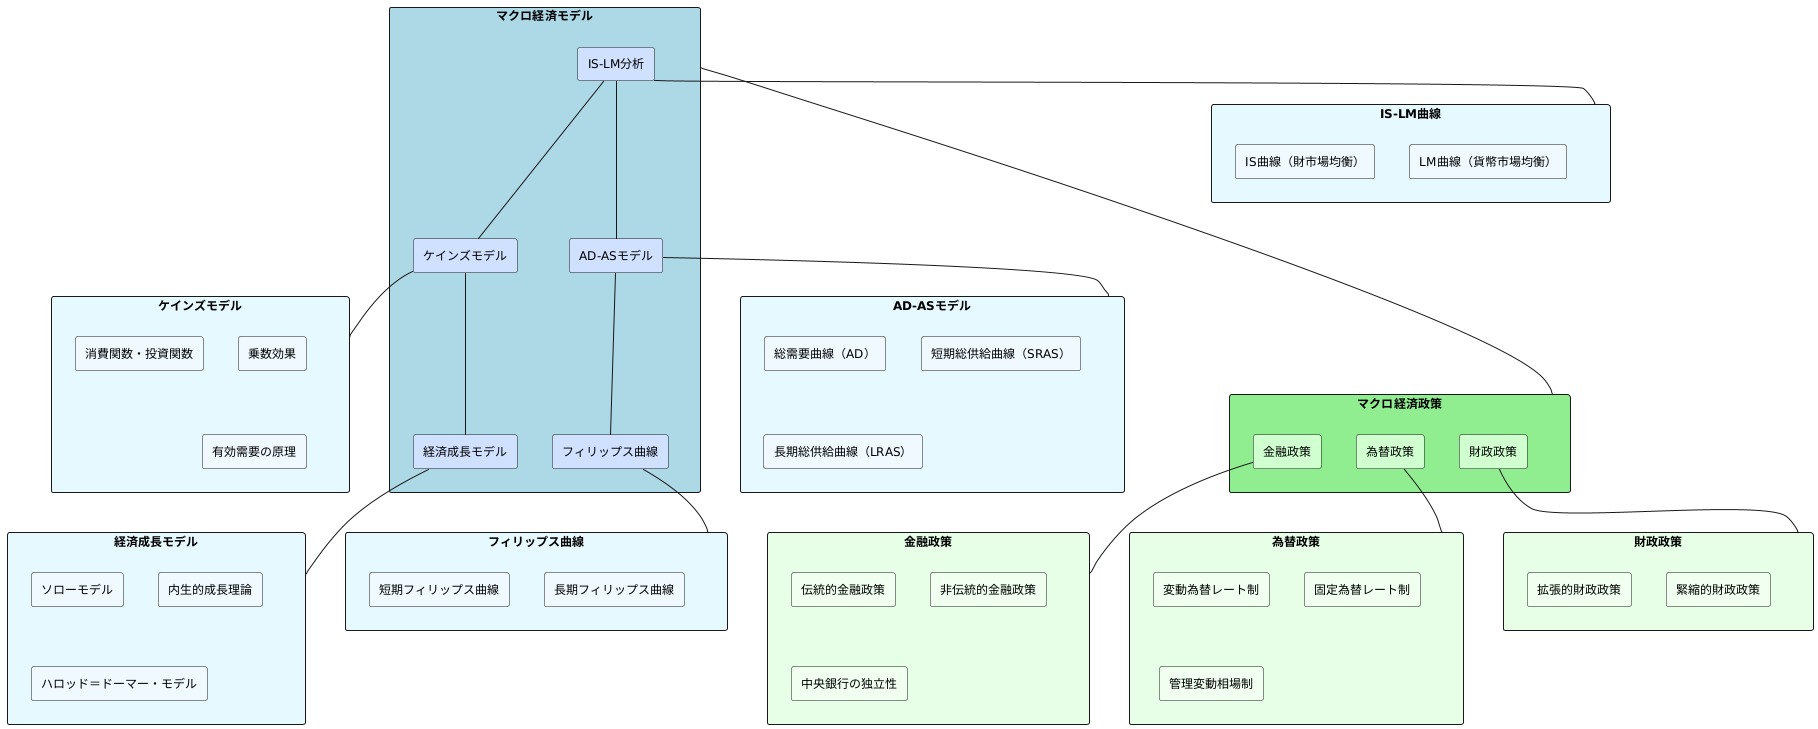 マクロ経済モデル
IS-LM分析
ケインズモデル
AD-ASモデル
経済成長モデル
フィリップス曲線
IS-LM曲線
IS曲線（財市場均衡）
LM曲線（貨幣市場均衡）
ケインズモデル
消費関数・投資関数
乗数効果
有効需要の原理
AD-ASモデル
総需要曲線（AD）
短期総供給曲線（SRAS）
長期総供給曲線（LRAS）
マクロ経済政策
金融政策
為替政策
財政政策
経済成長モデル
ソローモデル
内生的成長理論
ハロッド＝ドーマー・モデル
フィリップス曲線
短期フィリップス曲線
長期フィリップス曲線
金融政策
伝統的金融政策
非伝統的金融政策
中央銀行の独立性
為替政策
変動為替レート制
固定為替レート制
管理変動相場制
財政政策
拡張的財政政策
緊縮的財政政策